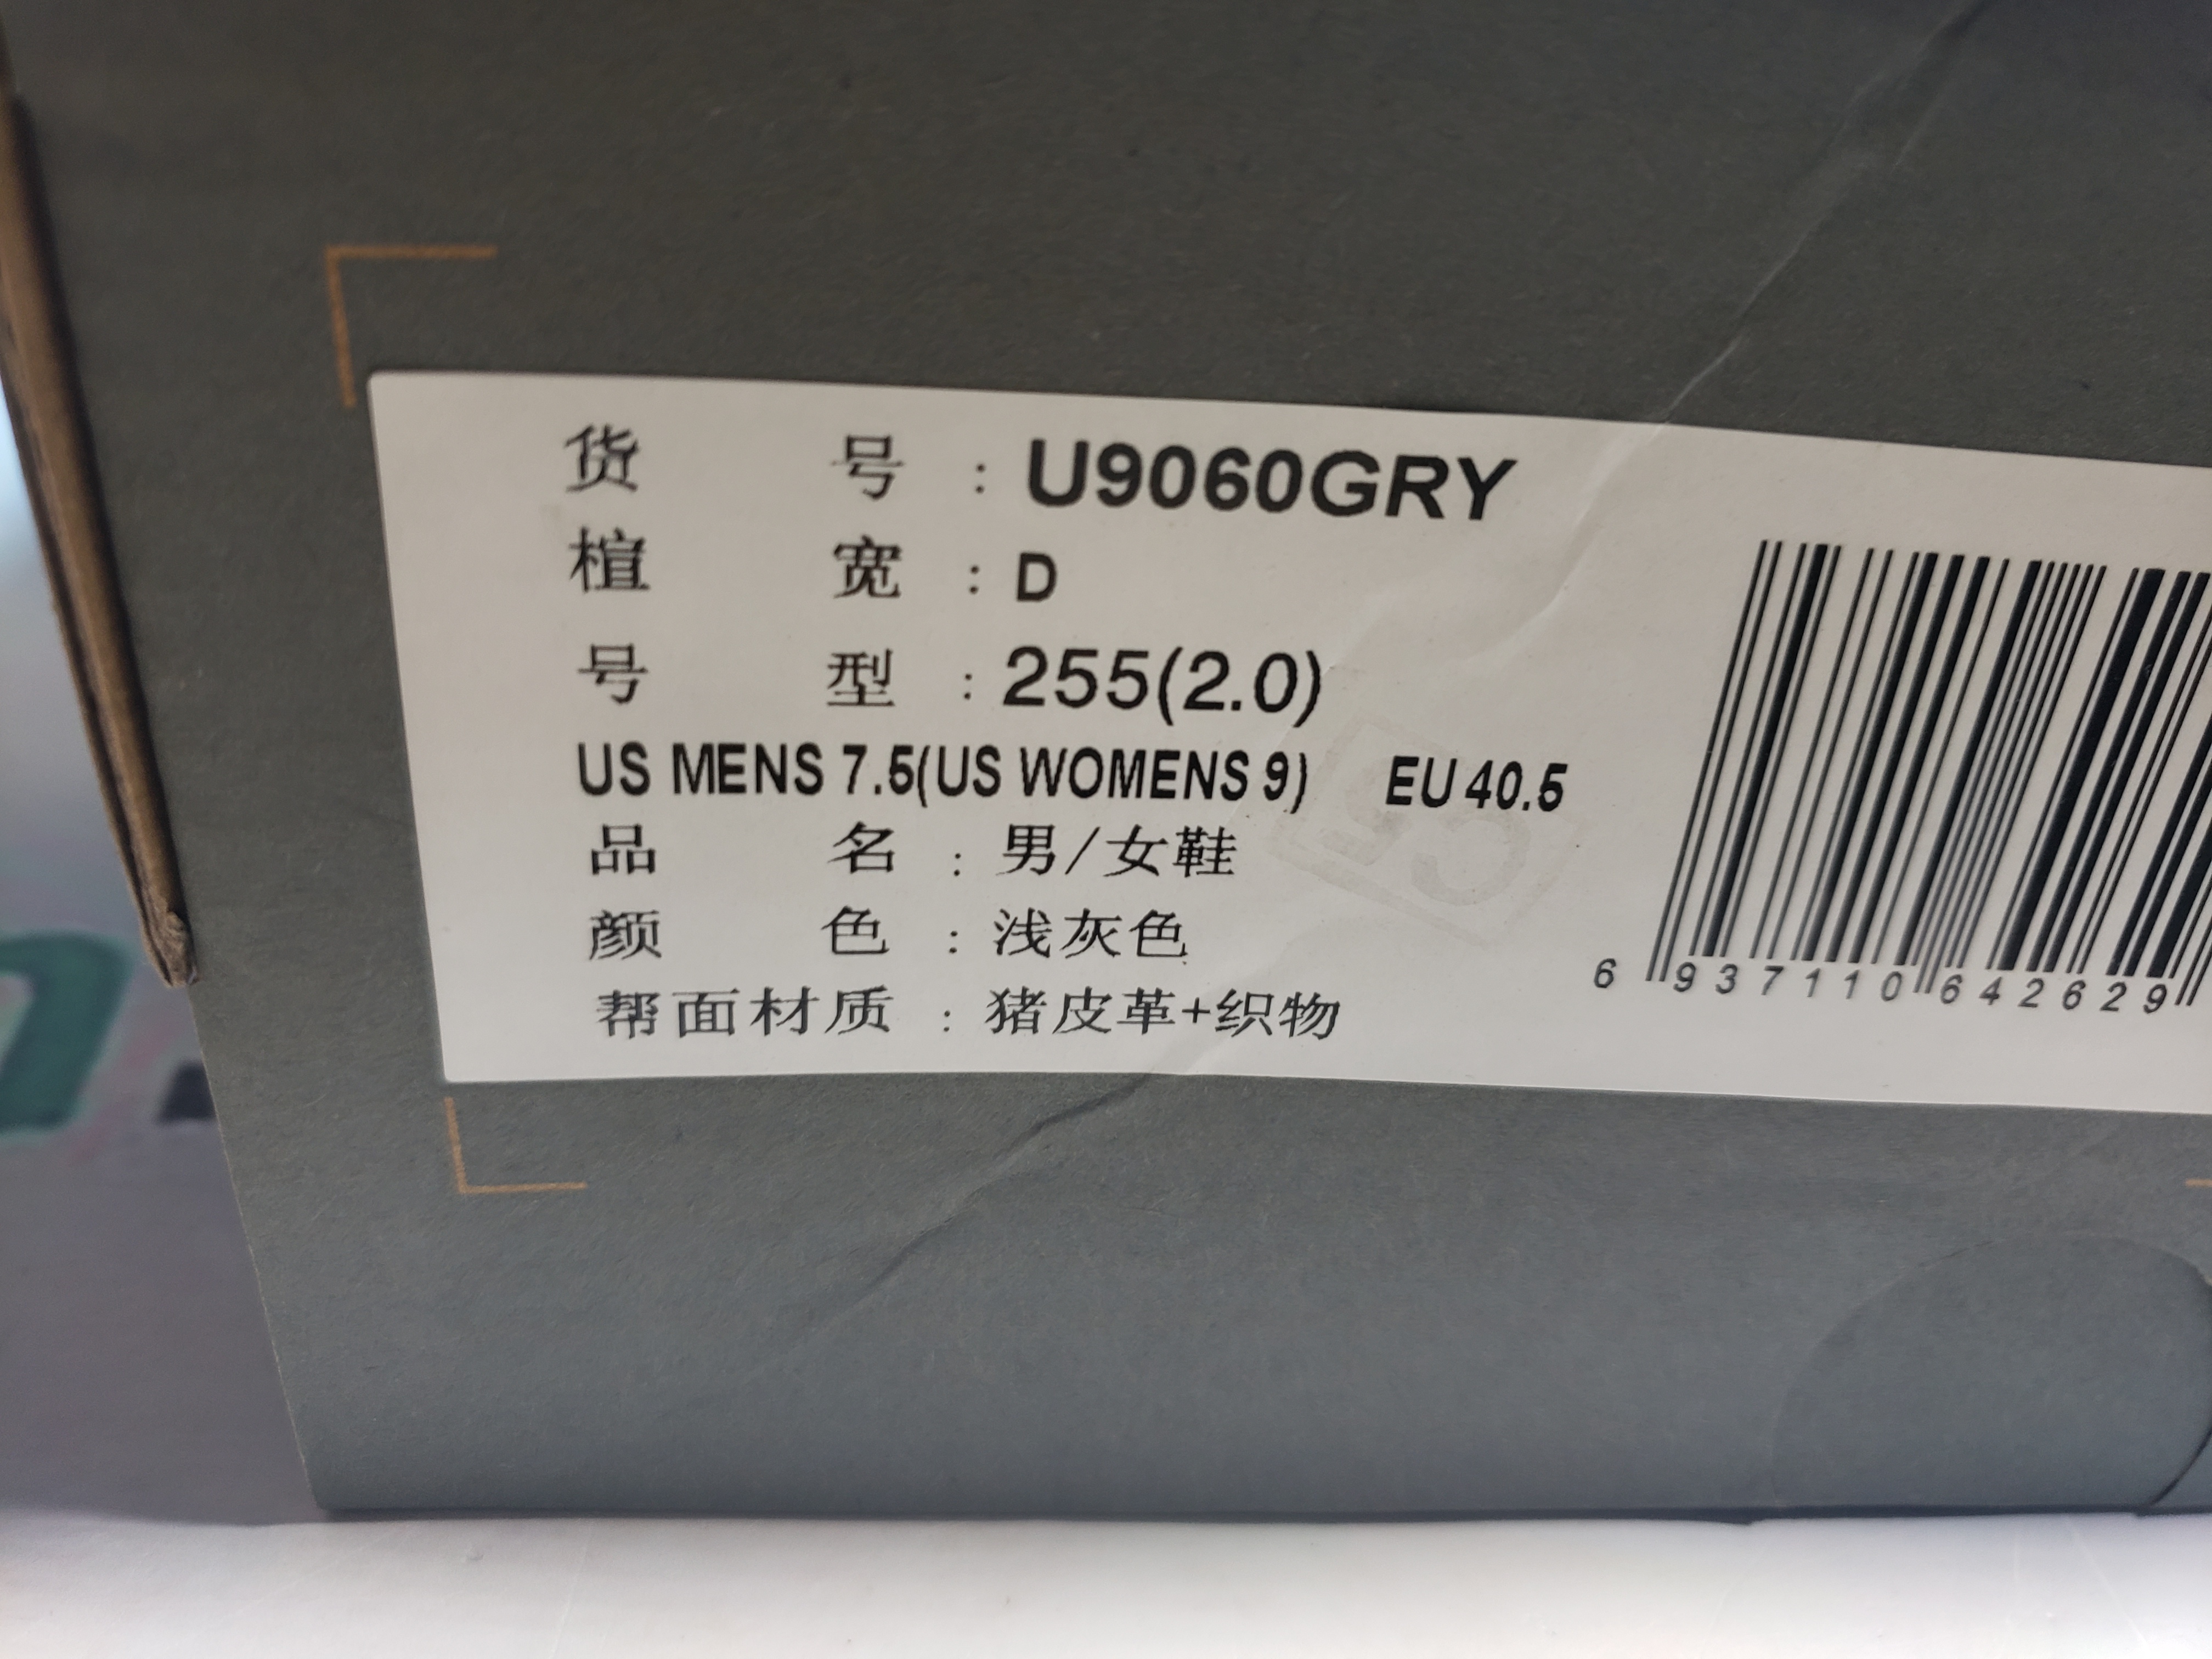 货 号 : U9060GRY
楦 宽 : D
号 型 : 255(2.0)
US MENS 7.5(US WOMENS 9) EU 40.5
品 名 : 男/女鞋
颜 色 : 浅灰色
帮面材质 : 猪皮革+织物
6 937110 642629